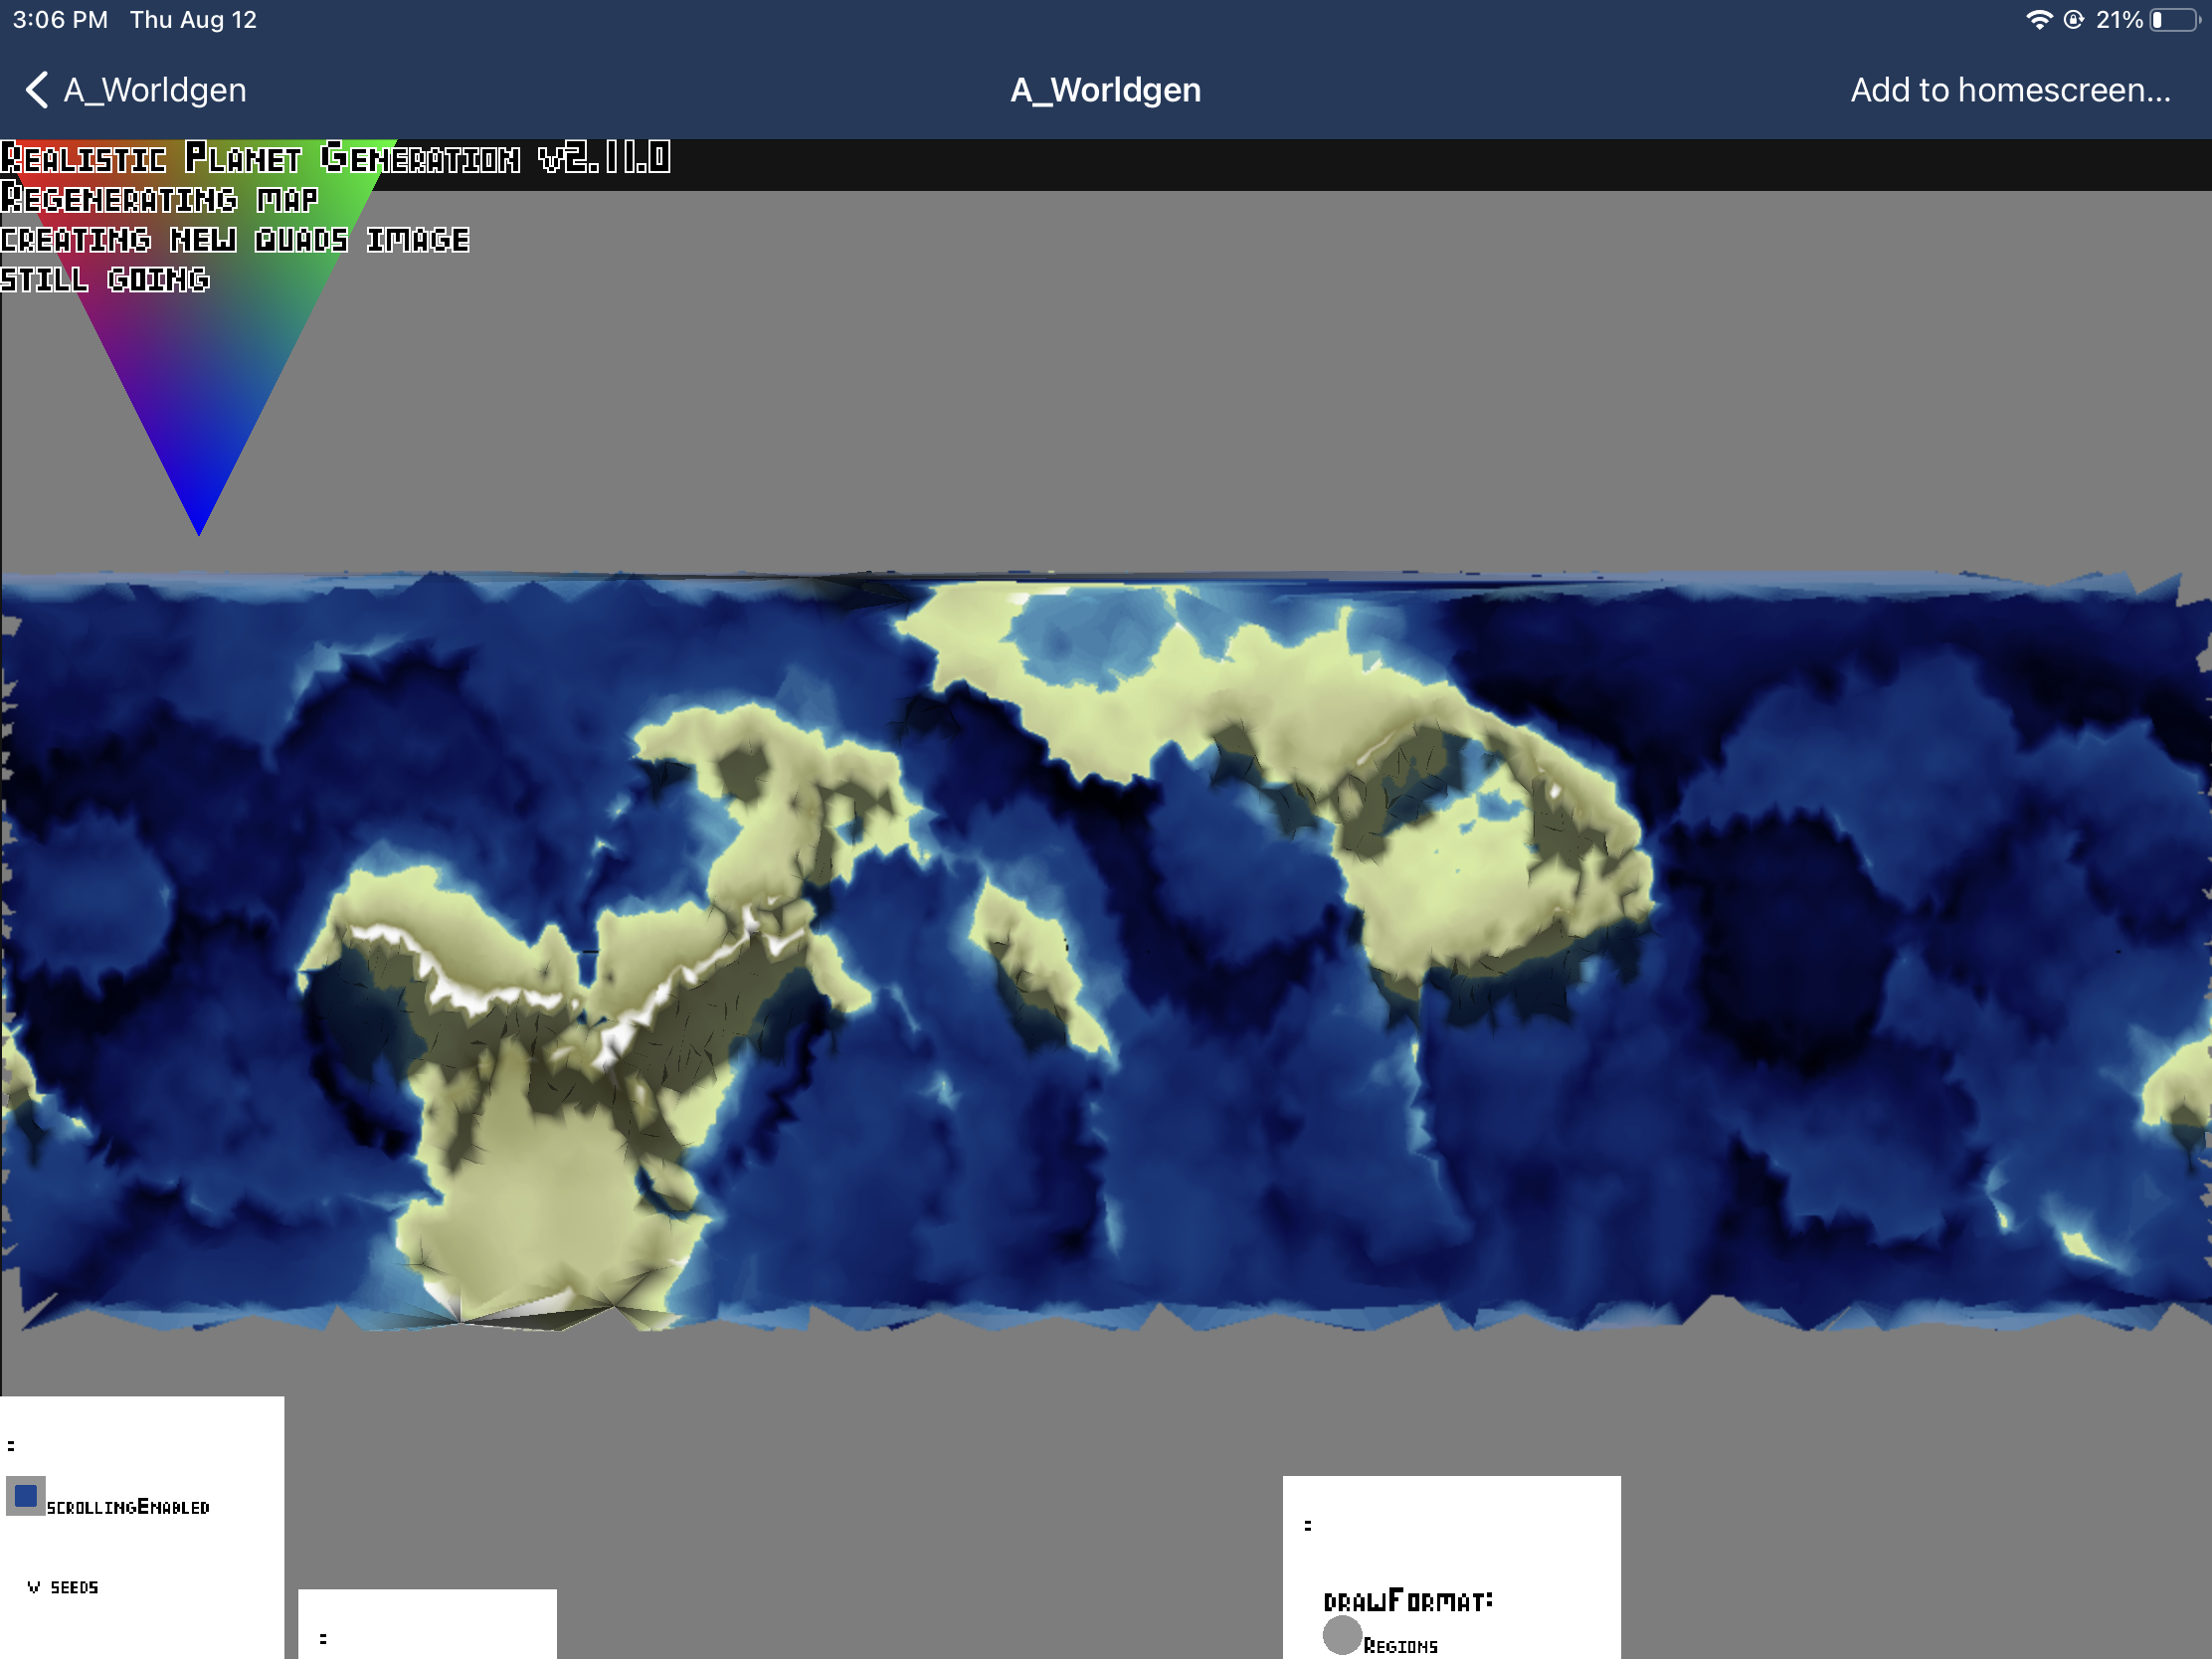 3:06 PM Thu Aug 12
21%
A_Worldgen
A_Worldgen
Add to homescreen...
Realistic Planet Generation v2.11.0
Regenerating map
creating new quads image
still going
=
scrollingEnabled
v seeds
=
=
drawFormat:
Regions